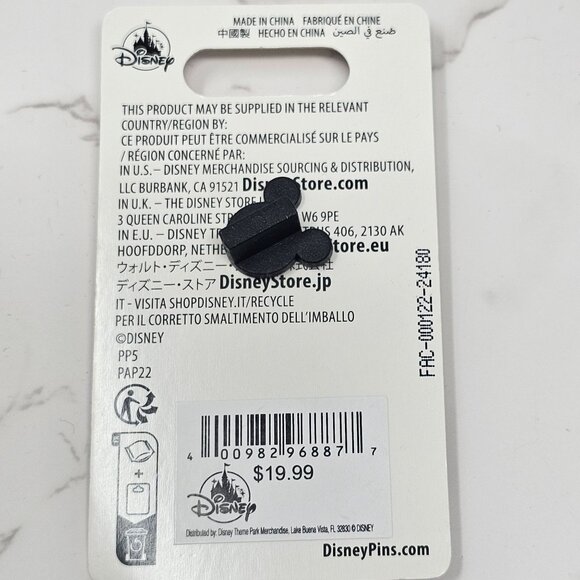 MADE IN CHINA FABRIQUÉ EN CHINE
中國製 HECHO EN CHINA صنع في الصين
Disney
THIS PRODUCT MAY BE SUPPLIED IN THE RELEVANT
COUNTRY/REGION BY:
CE PRODUIT PEUT ÊTRE COMMERCIALISÉ SUR LE PAYS
/ RÉGION CONCERNÉ PAR:
IN U.S. – DISNEY MERCHANDISE SOURCING & DISTRIBUTION,
LLC BURBANK, CA 91521 DisneyStore.com
IN U.K. – THE DISNEY STORE
3 QUEEN CAROLINE W6 9PE
IN E.U. – DISNEY 406, 2130 AK
HOOFDDORP, .eu
ウォルト・ディズニー・
ディズニー・ストア DisneyStore.jp
IT - VISITA SHOPDISNEY.IT/RECYCLE
PER IL CORRETTO SMALTIMENTO DELL'IMBALLO
©DISNEY
PP5
PAP22
FAC-000122-24180
4 00982 96887 7
$19.99
Disney
Distributed by: Disney Theme Park Merchandise, Lake Buena Vista, FL 32830 © DISNEY
DisneyPins.com